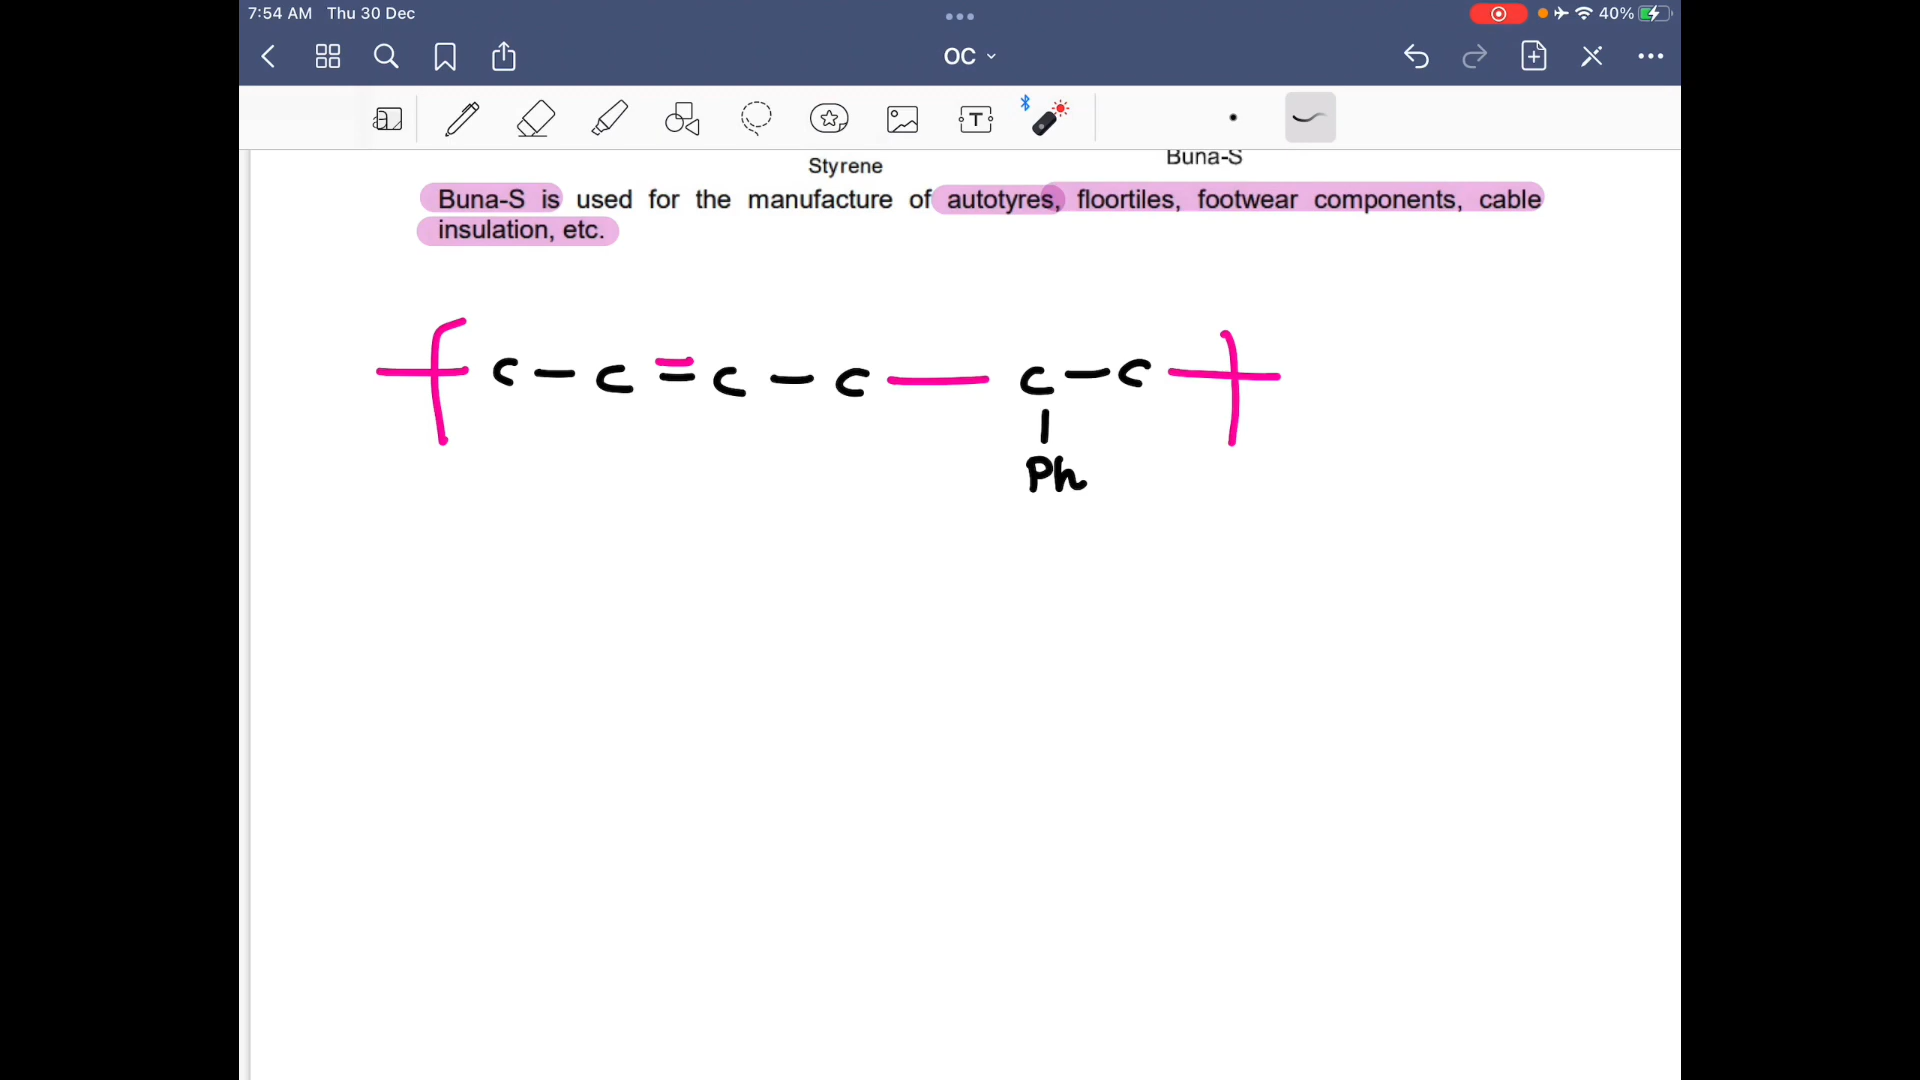 7:54 AM Thu 30 Dec
40%
OC
T
Styrene
Buna-S
Buna-S is used for the manufacture of autotyres, floortiles, footwear components, cable
insulation, etc.
C - C = C - C — C - C
Ph